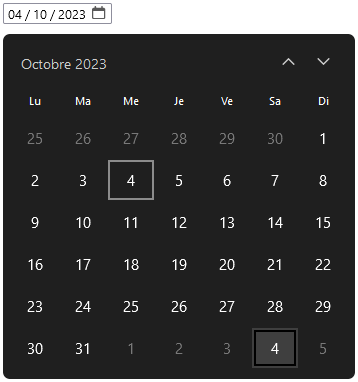 04 / 10 / 2023
Octobre 2023
Lu Ma Me Je Ve Sa Di
25 26 27 28 29 30 1
2 3 4 5 6 7 8
9 10 11 12 13 14 15
16 17 18 19 20 21 22
23 24 25 26 27 28 29
30 31 1 2 3 4 5